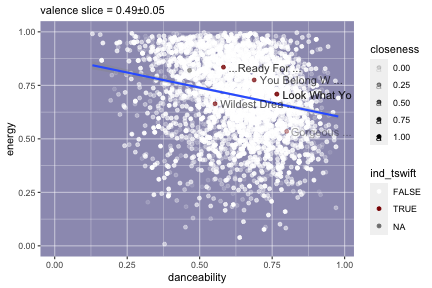 valence slice = 0.49±0.05
1.00
0.75
0.50
0.25
0.00
energy
...Ready For ...
You Belong W ...
Look What Yo
Wildest Drea
Gorgeous ...
0.00
0.25
0.50
0.75
1.00
danceability
closeness
0.00
0.25
0.50
0.75
1.00
ind_tswift
FALSE
TRUE
NA